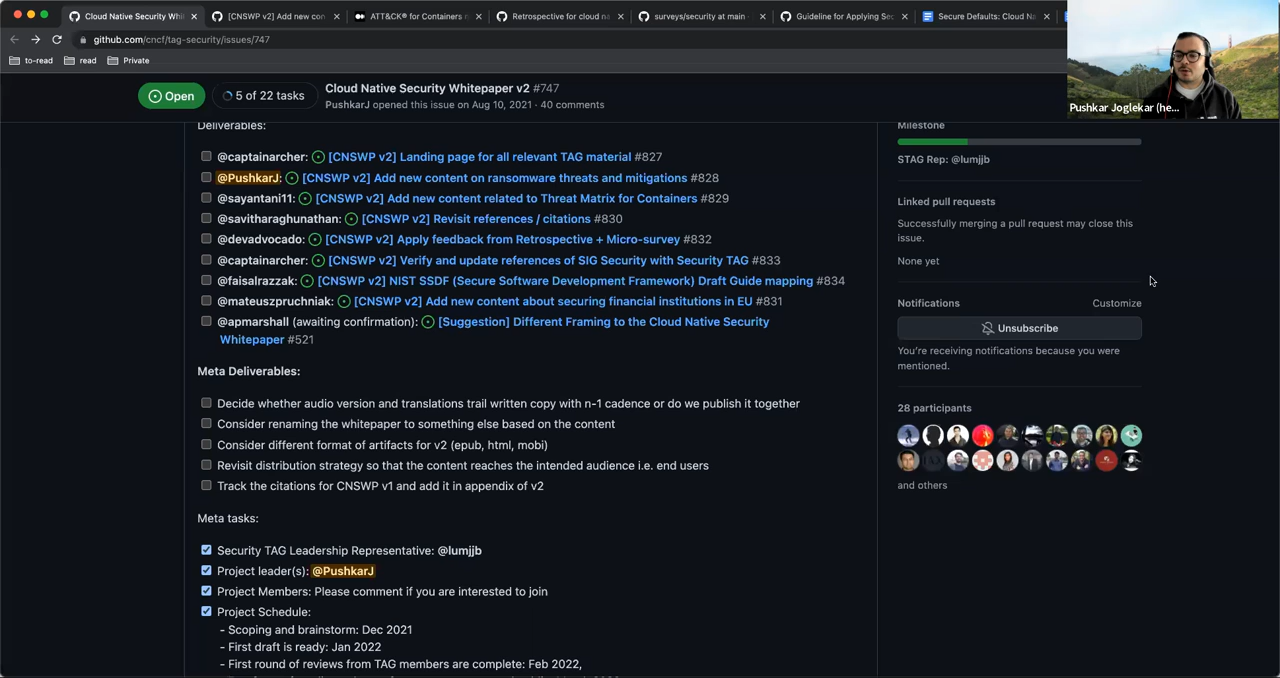 Cloud Native Security Whi
[CNSWP v2] Add new con
ATT&CK® for Containers n
Retrospective for cloud na
surveys/security at main ·
Guideline for Applying Sec
Secure Defaults: Cloud Na
github.com/cncf/tag-security/issues/747
to-read
read
Private
Pushkar Joglekar (he...
Open
5 of 22 tasks
Cloud Native Security Whitepaper v2 #747
PushkarJ opened this issue on Aug 10, 2021 · 40 comments
Deliverables:
@captainarcher: [CNSWP v2] Landing page for all relevant TAG material #827
@PushkarJ: [CNSWP v2] Add new content on ransomware threats and mitigations #828
@sayantani11: [CNSWP v2] Add new content related to Threat Matrix for Containers #829
@savitharaghunathan: [CNSWP v2] Revisit references / citations #830
@devadvocado: [CNSWP v2] Apply feedback from Retrospective + Micro-survey #832
@captainarcher: [CNSWP v2] Verify and update references of SIG Security with Security TAG #833
@faisalrazzak: [CNSWP v2] NIST SSDF (Secure Software Development Framework) Draft Guide mapping #834
@mateuszpruchniak: [CNSWP v2] Add new content about securing financial institutions in EU #831
@apmarshall (awaiting confirmation): [Suggestion] Different Framing to the Cloud Native Security
Whitepaper #521
Meta Deliverables:
Decide whether audio version and translations trail written copy with n-1 cadence or do we publish it together
Consider renaming the whitepaper to something else based on the content
Consider different format of artifacts for v2 (epub, html, mobi)
Revisit distribution strategy so that the content reaches the intended audience i.e. end users
Track the citations for CNSWP v1 and add it in appendix of v2
Meta tasks:
Security TAG Leadership Representative: @lumjjb
Project leader(s): @PushkarJ
Project Members: Please comment if you are interested to join
Project Schedule:
- Scoping and brainstorm: Dec 2021
- First draft is ready: Jan 2022
- First round of reviews from TAG members are complete: Feb 2022,
Milestone
STAG Rep: @lumjjb
Linked pull requests
Successfully merging a pull request may close this
issue.
None yet
Notifications
Customize
Unsubscribe
You're receiving notifications because you were
mentioned.
28 participants
and others